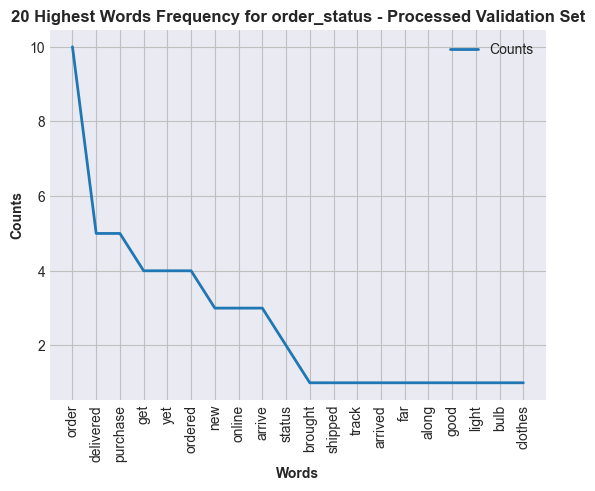 20 Highest Words Frequency for order_status - Processed Validation Set
Counts
10
8
6
4
2
Counts
order
delivered
purchase
get
yet
ordered
new
online
arrive
status
brought
shipped
track
arrived
far
along
good
light
bulb
clothes
Words